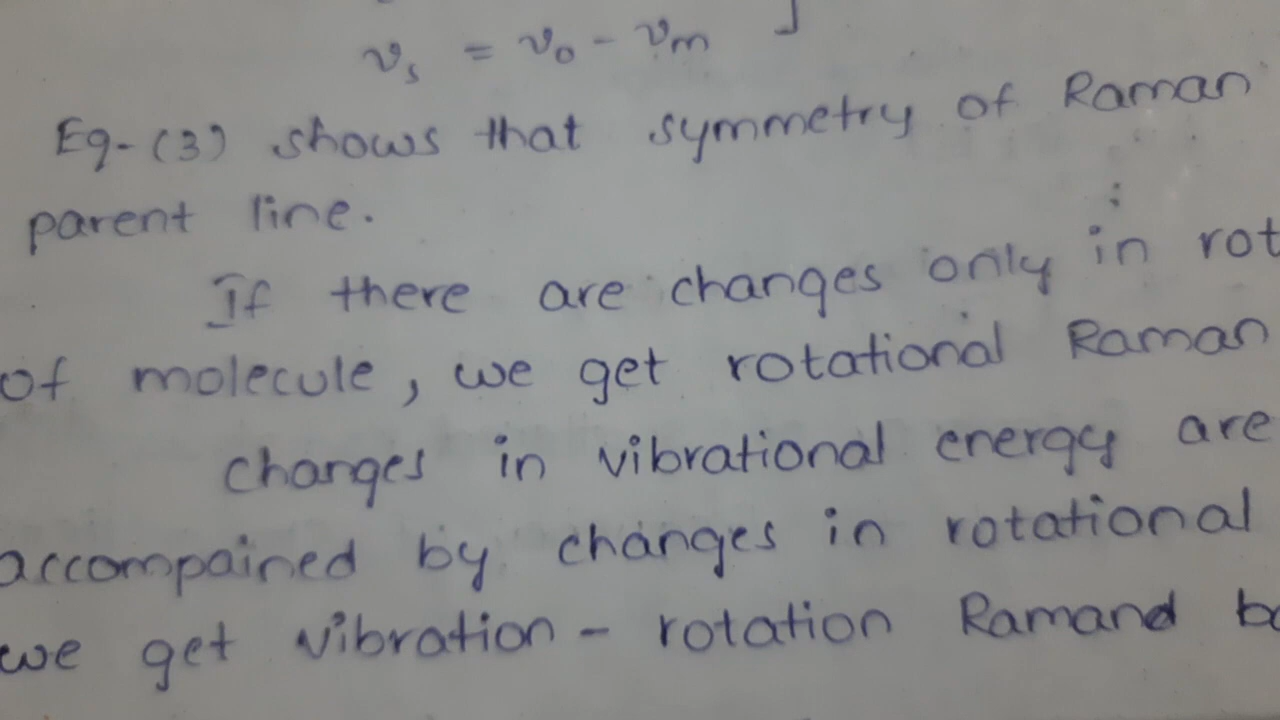 νs = ν0 - νm ]
Eq-(3) shows that symmetry of Raman
parent line.
If there are changes only in rot
of molecule, we get rotational Raman
changes in vibrational energy are
accompained by changes in rotational
we get vibration - rotation Ramand